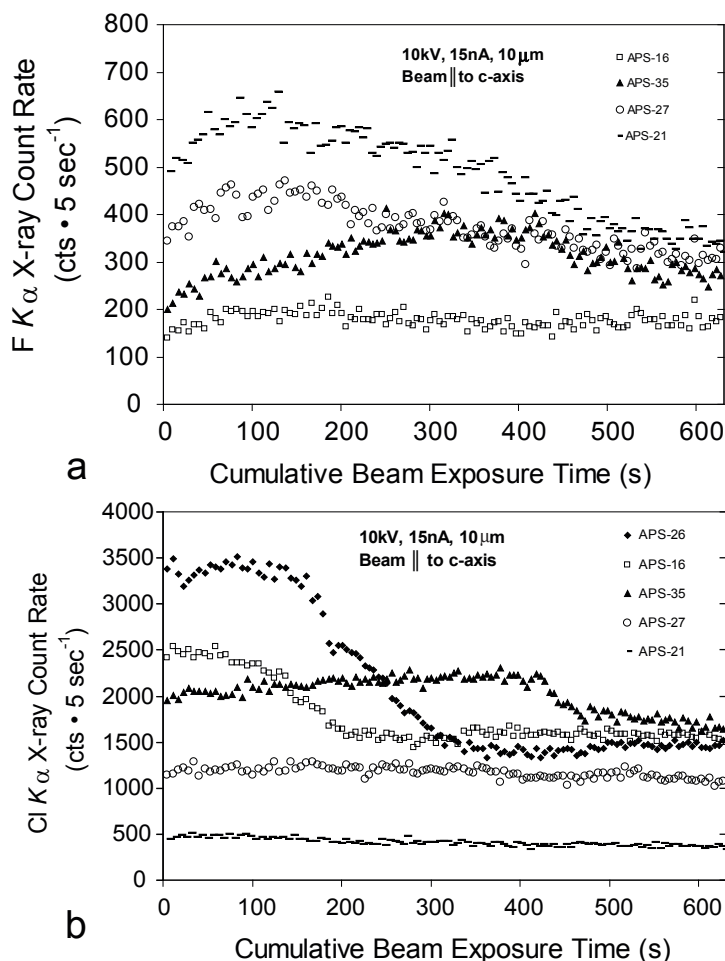 800
700
600
500
400
300
200
100
0
F Kα X-ray Count Rate
(cts • 5 sec⁻¹)
10kV, 15nA, 10μm
Beam || to c-axis
APS-16
APS-35
APS-27
APS-21
0 100 200 300 400 500 600
Cumulative Beam Exposure Time (s)
a
4000
3500
3000
2500
2000
1500
1000
500
0
Cl Kα X-ray Count Rate
(cts • 5 sec⁻¹)
10kV, 15nA, 10μm
Beam || to c-axis
APS-26
APS-16
APS-35
APS-27
APS-21
0 100 200 300 400 500 600
Cumulative Beam Exposure Time (s)
b